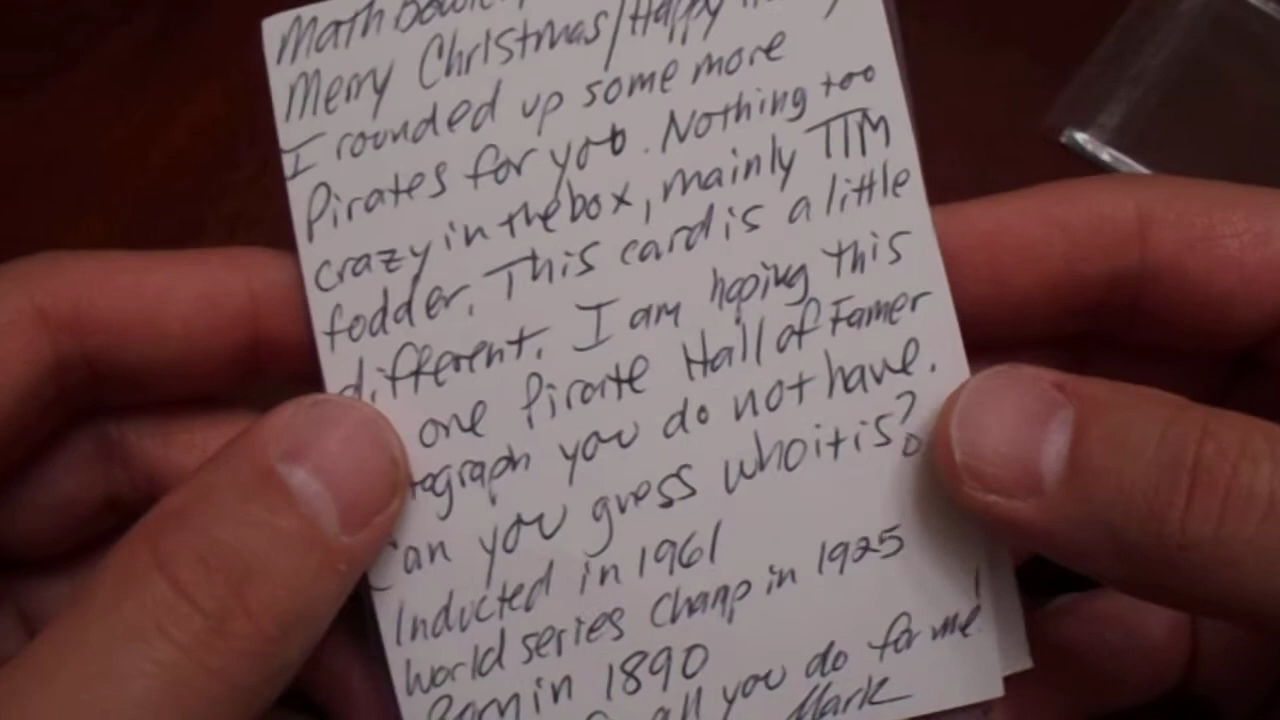 Math
Merry Christmas/Happy
I rounded up some more
Pirates for you. Nothing too
crazy in the box, mainly TTM
fodder. This card is a little
different. I am hoping this
one Pirate Hall of Famer
tograph you do not have.
Can you guess who it is?
Inducted in 1961
World series Champ in 1925
Born in 1890
all you do for me!
Mark